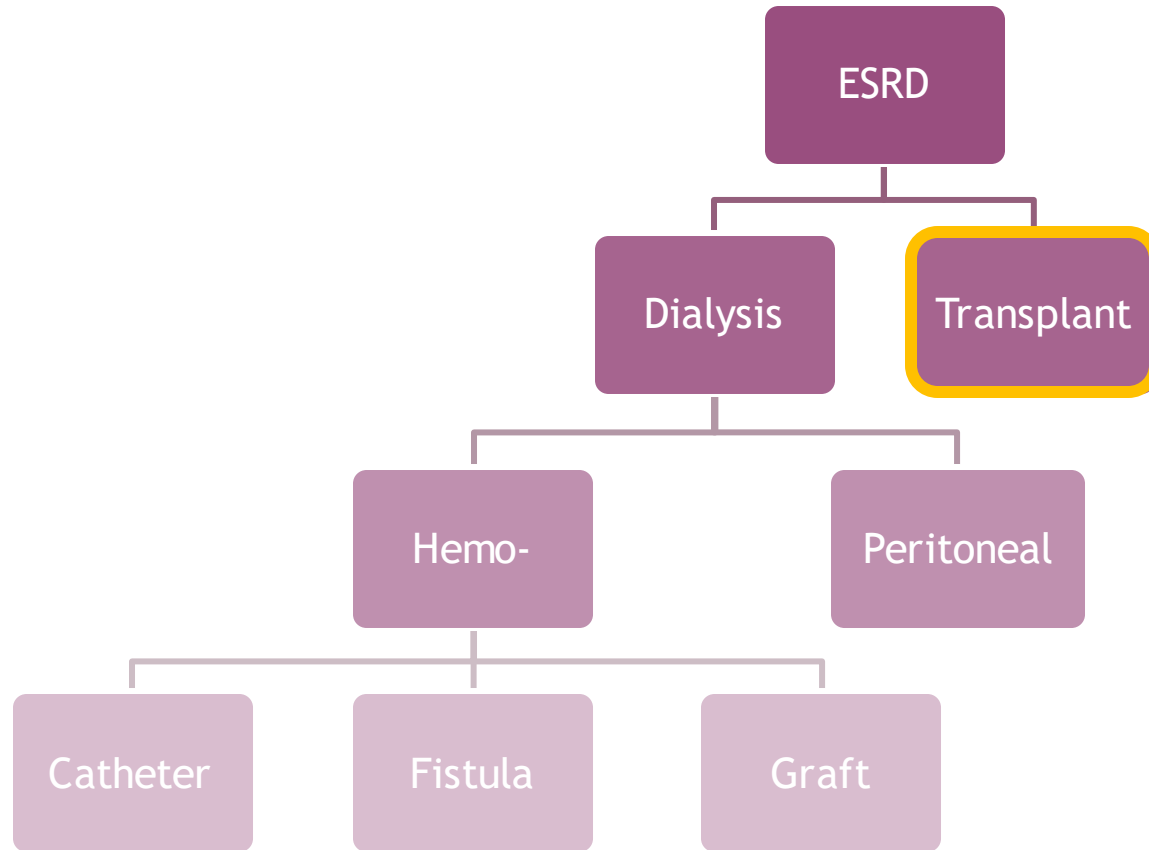 ESRD
Dialysis
Transplant
Hemo-
Peritoneal
Catheter
Fistula
Graft